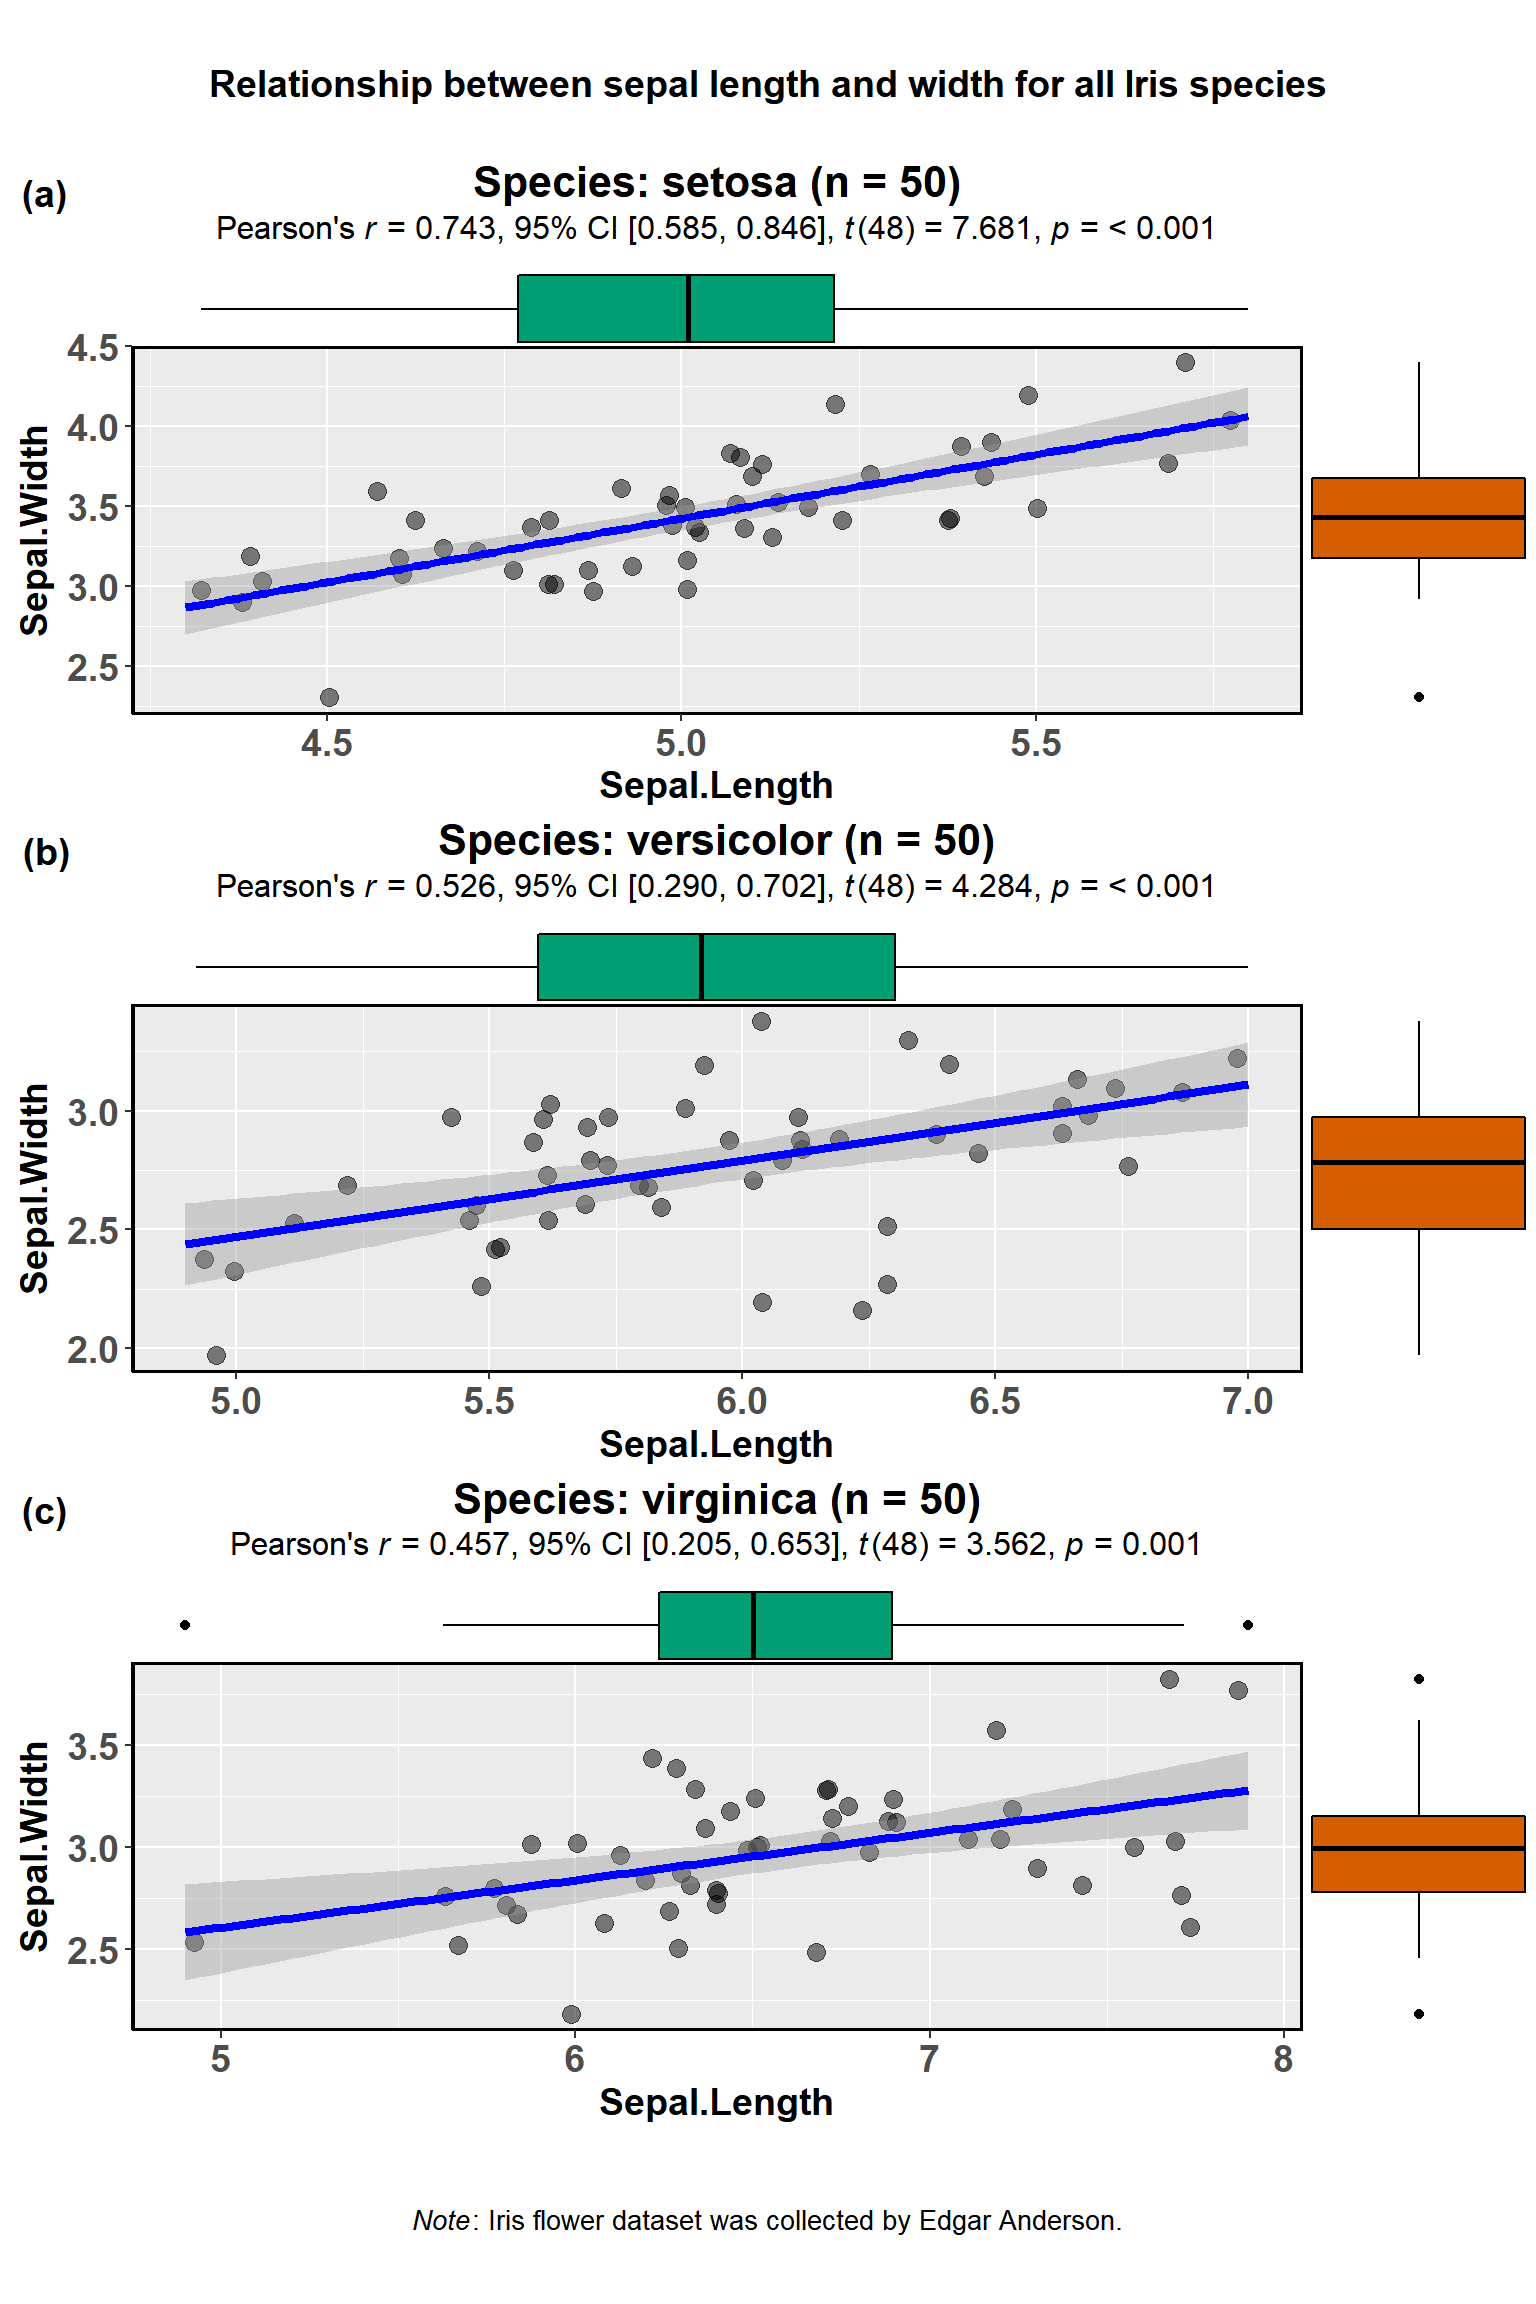 Relationship between sepal length and width for all Iris species
(a)
Species: setosa (n = 50)
Pearson's r = 0.743, 95% CI [0.585, 0.846], t(48) = 7.681, p = < 0.001
4.5
4.0
3.5
3.0
2.5
Sepal.Width
4.5 5.0 5.5
Sepal.Length
(b)
Species: versicolor (n = 50)
Pearson's r = 0.526, 95% CI [0.290, 0.702], t(48) = 4.284, p = < 0.001
3.0
2.5
2.0
Sepal.Width
5.0 5.5 6.0 6.5 7.0
Sepal.Length
(c)
Species: virginica (n = 50)
Pearson's r = 0.457, 95% CI [0.205, 0.653], t(48) = 3.562, p = 0.001
3.5
3.0
2.5
Sepal.Width
5 6 7 8
Sepal.Length
Note: Iris flower dataset was collected by Edgar Anderson.